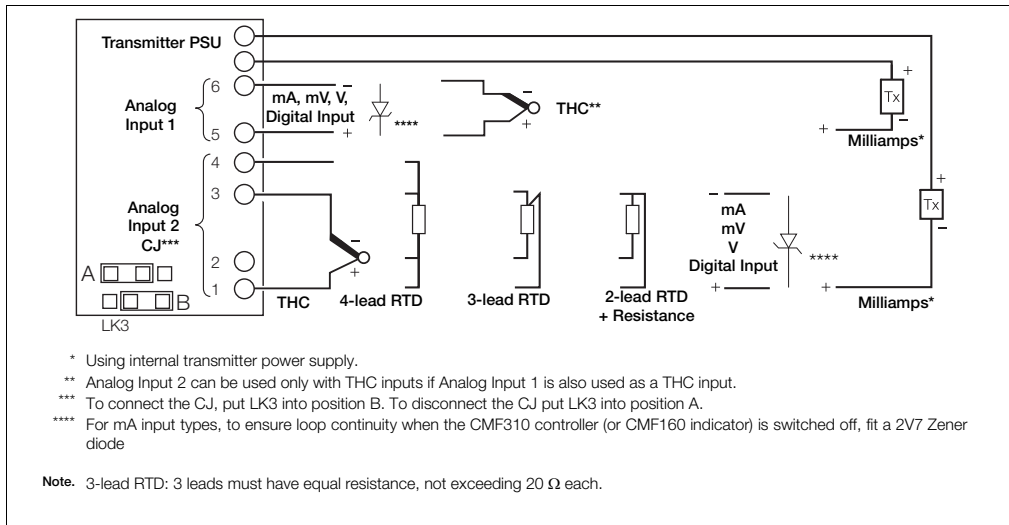 Transmitter PSU
Analog
Input 1
6
5
mA, mV, V,
Digital Input
−
+
****
−
+
THC**
+
Tx
−
+
Milliamps*
4
3
Analog
Input 2
CJ***
2
1
A
B
LK3
−
+
THC
4-lead RTD
3-lead RTD
2-lead RTD
+ Resistance
−
mA
mV
V
Digital Input
+
****
+
Tx
−
+
Milliamps*
* Using internal transmitter power supply.
** Analog Input 2 can be used only with THC inputs if Analog Input 1 is also used as a THC input.
*** To connect the CJ, put LK3 into position B. To disconnect the CJ put LK3 into position A.
**** For mA input types, to ensure loop continuity when the CMF310 controller (or CMF160 indicator) is switched off, fit a 2V7 Zener
diode
Note. 3-lead RTD: 3 leads must have equal resistance, not exceeding 20 Ω each.